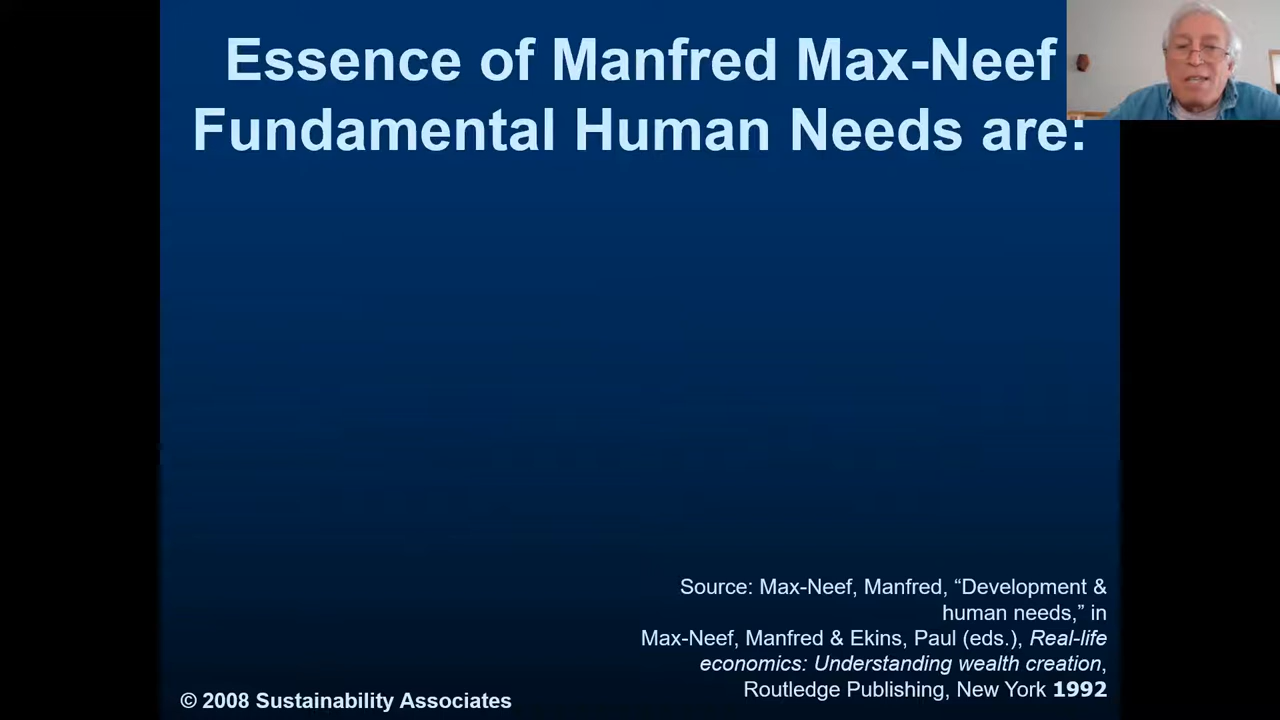 Essence of Manfred Max-Neef
Fundamental Human Needs are:
Source: Max-Neef, Manfred, “Development &
human needs,” in
Max-Neef, Manfred & Ekins, Paul (eds.), Real-life
economics: Understanding wealth creation,
Routledge Publishing, New York 1992
© 2008 Sustainability Associates